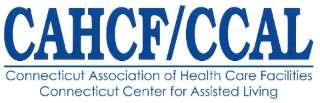 CAHCF/CCAL
Connecticut Association of Health Care Facilities
Connecticut Center for Assisted Living